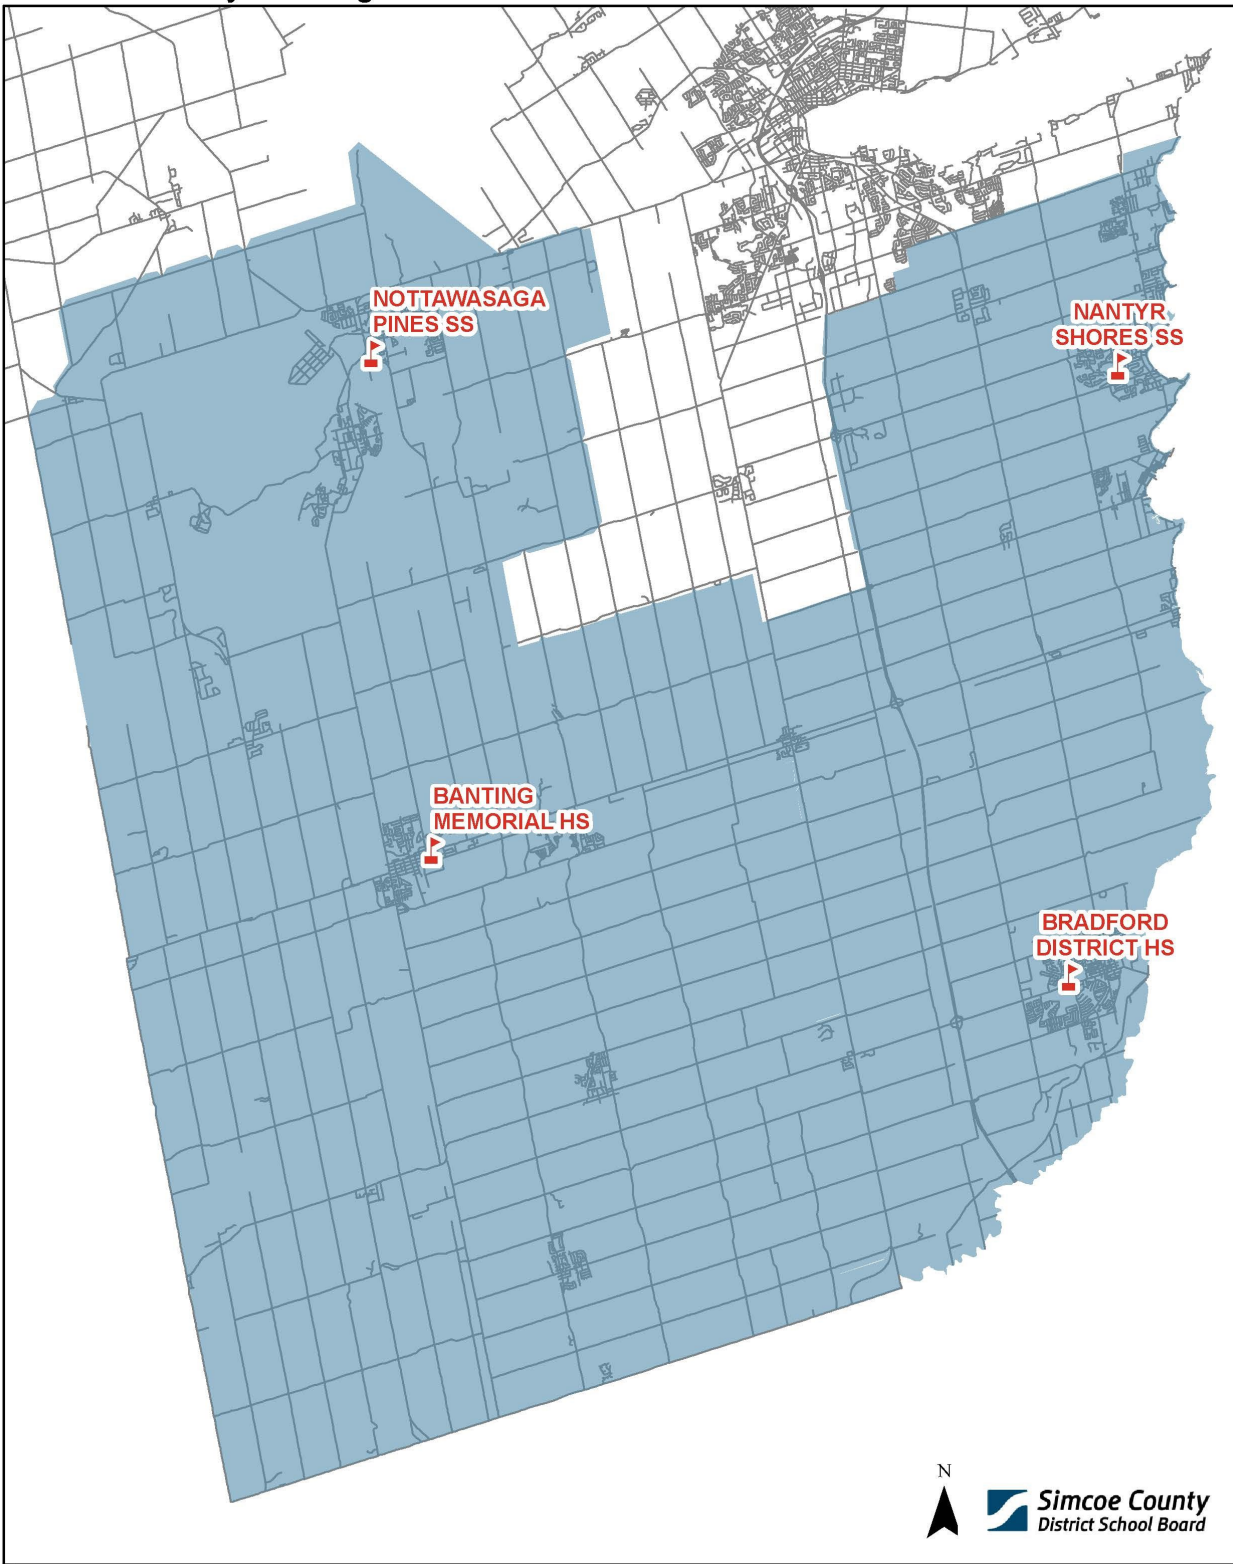 NOTTAWASAGA
PINES SS
NANTYR
SHORES SS
BANTING
MEMORIAL HS
BRADFORD
DISTRICT HS
N
Simcoe County
District School Board